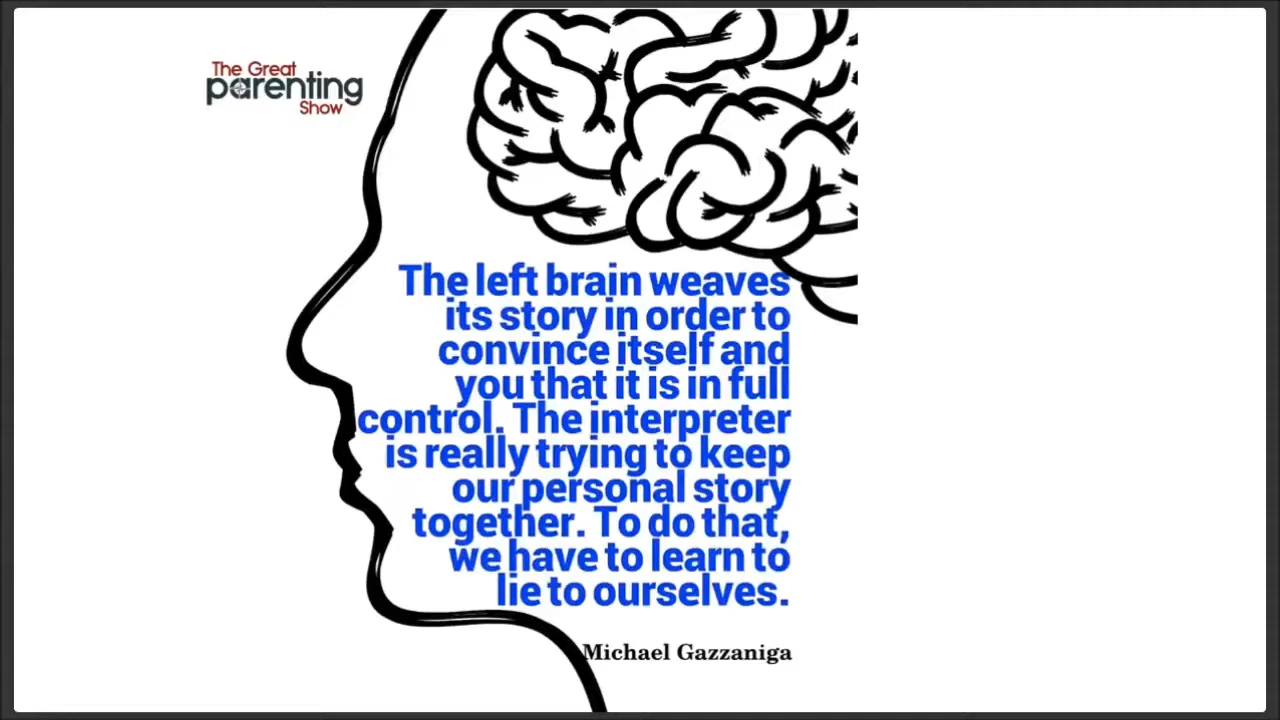 The Great
parenting
Show
The left brain weaves
its story in order to
convince itself and
you that it is in full
control. The interpreter
is really trying to keep
our personal story
together. To do that,
we have to learn to
lie to ourselves.
Michael Gazzaniga